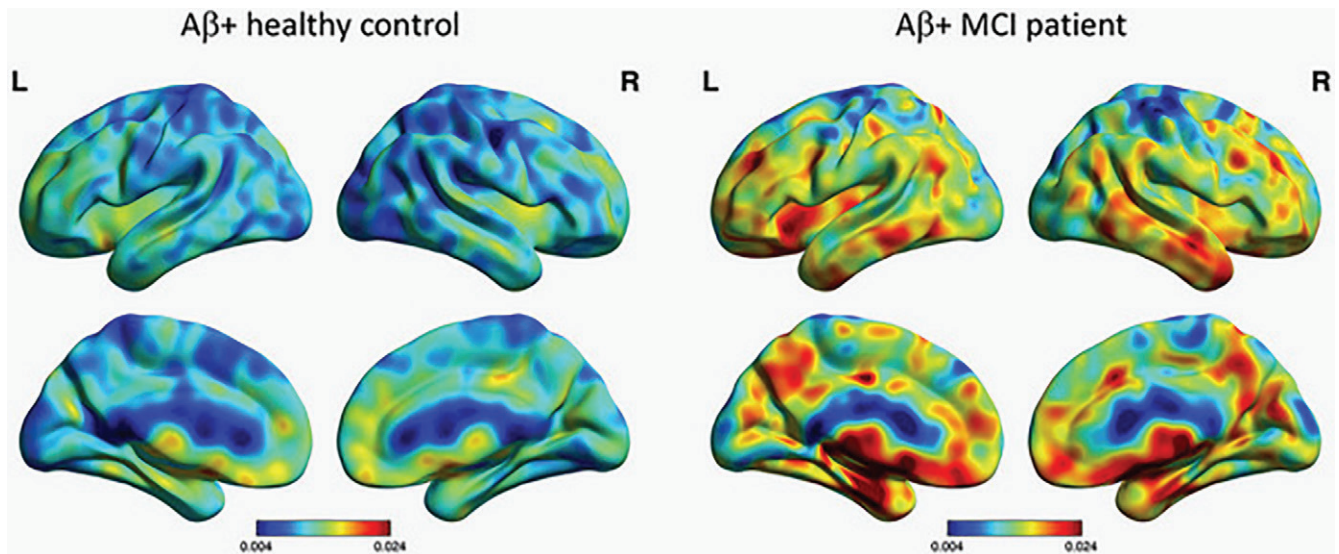 Aβ+ healthy control
Aβ+ MCI patient
L
R
L
R
0.004
0.024
0.004
0.024